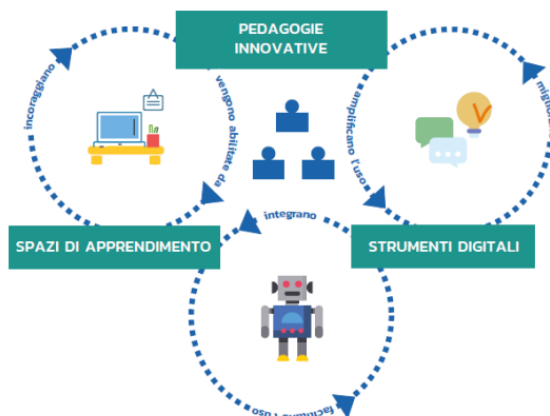 PEDAGOGIE
INNOVATIVE
incoraggiano
vengono abilitate da
amplificano l'uso
SPAZI DI APPRENDIMENTO
integrano
STRUMENTI DIGITALI